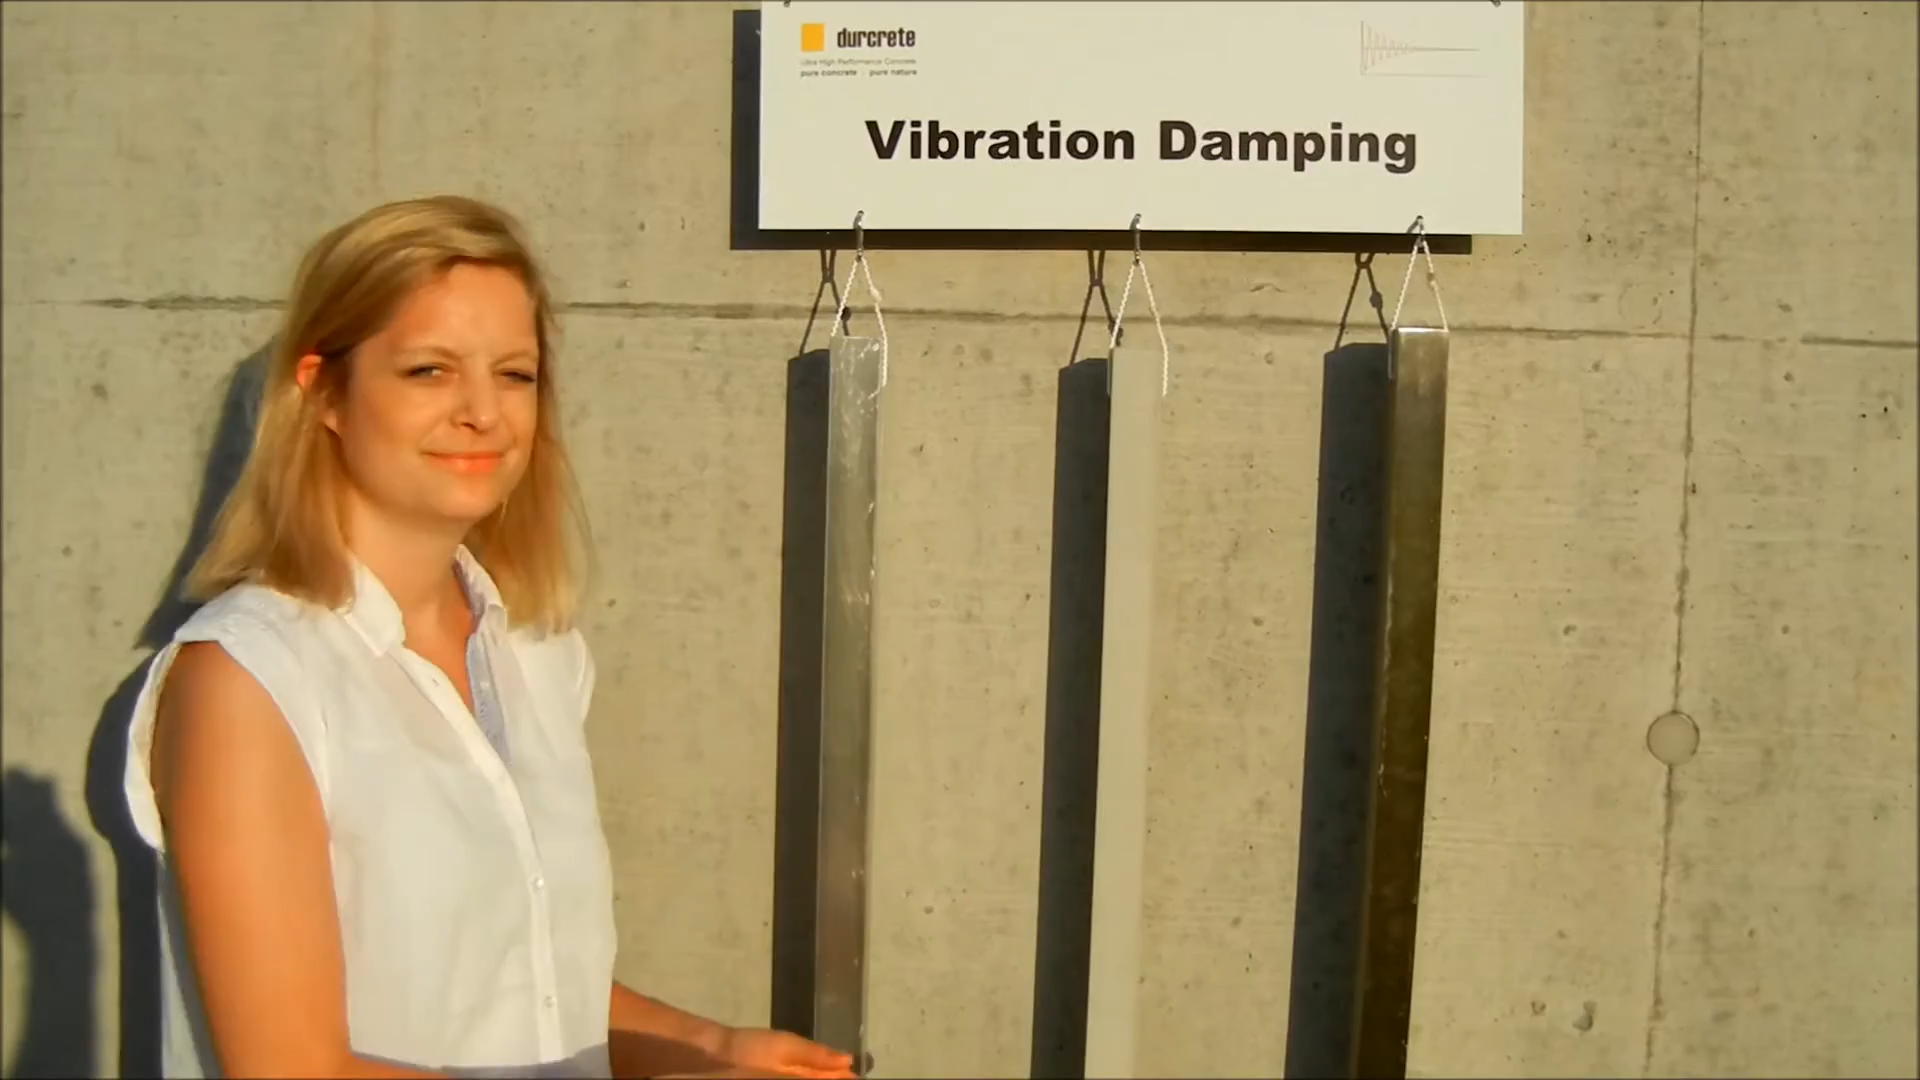 durcrete
Ultra High Performance Concrete
pure concrete : pure nature
Vibration Damping